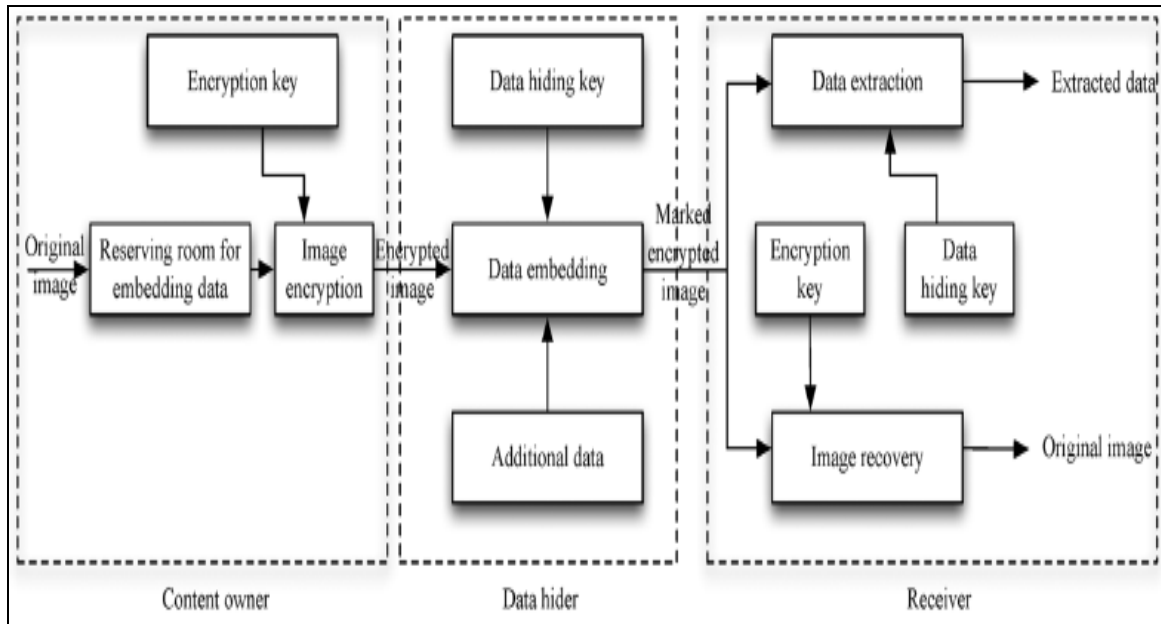 Encryption key
Data hiding key
Data extraction
Extracted data
Original
image
Reserving room for
embedding data
Image
encryption
Encrypted
image
Data embedding
Marked
encrypted
image
Encryption
key
Data
hiding key
Additional data
Image recovery
Original image
Content owner
Data hider
Receiver